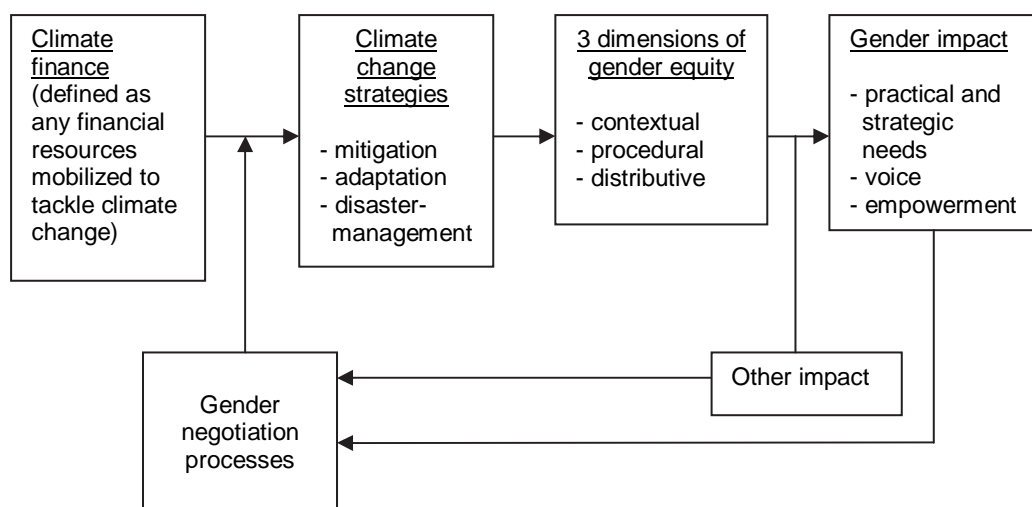 Climate
finance
(defined as
any financial
resources
mobilized to
tackle climate
change)
Climate
change
strategies
- mitigation
- adaptation
- disaster-
management
3 dimensions of
gender equity
- contextual
- procedural
- distributive
Gender impact
- practical and
strategic
needs
- voice
- empowerment
Other impact
Gender
negotiation
processes